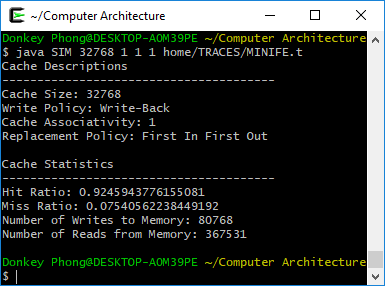 ~/Computer Architecture
Donkey Phong@DESKTOP-AOM39PE ~/Computer Architecture
$ java SIM 32768 1 1 1 home/TRACES/MINIFE.t
Cache Descriptions
---------------------------------------
Cache Size: 32768
Write Policy: Write-Back
Cache Associativity: 1
Replacement Policy: First In First Out
Cache Statistics
---------------------------------------
Hit Ratio: 0.9245943776155081
Miss Ratio: 0.07540562238449192
Number of Writes to Memory: 80768
Number of Reads from Memory: 367531
Donkey Phong@DESKTOP-AOM39PE ~/Computer Architecture
$